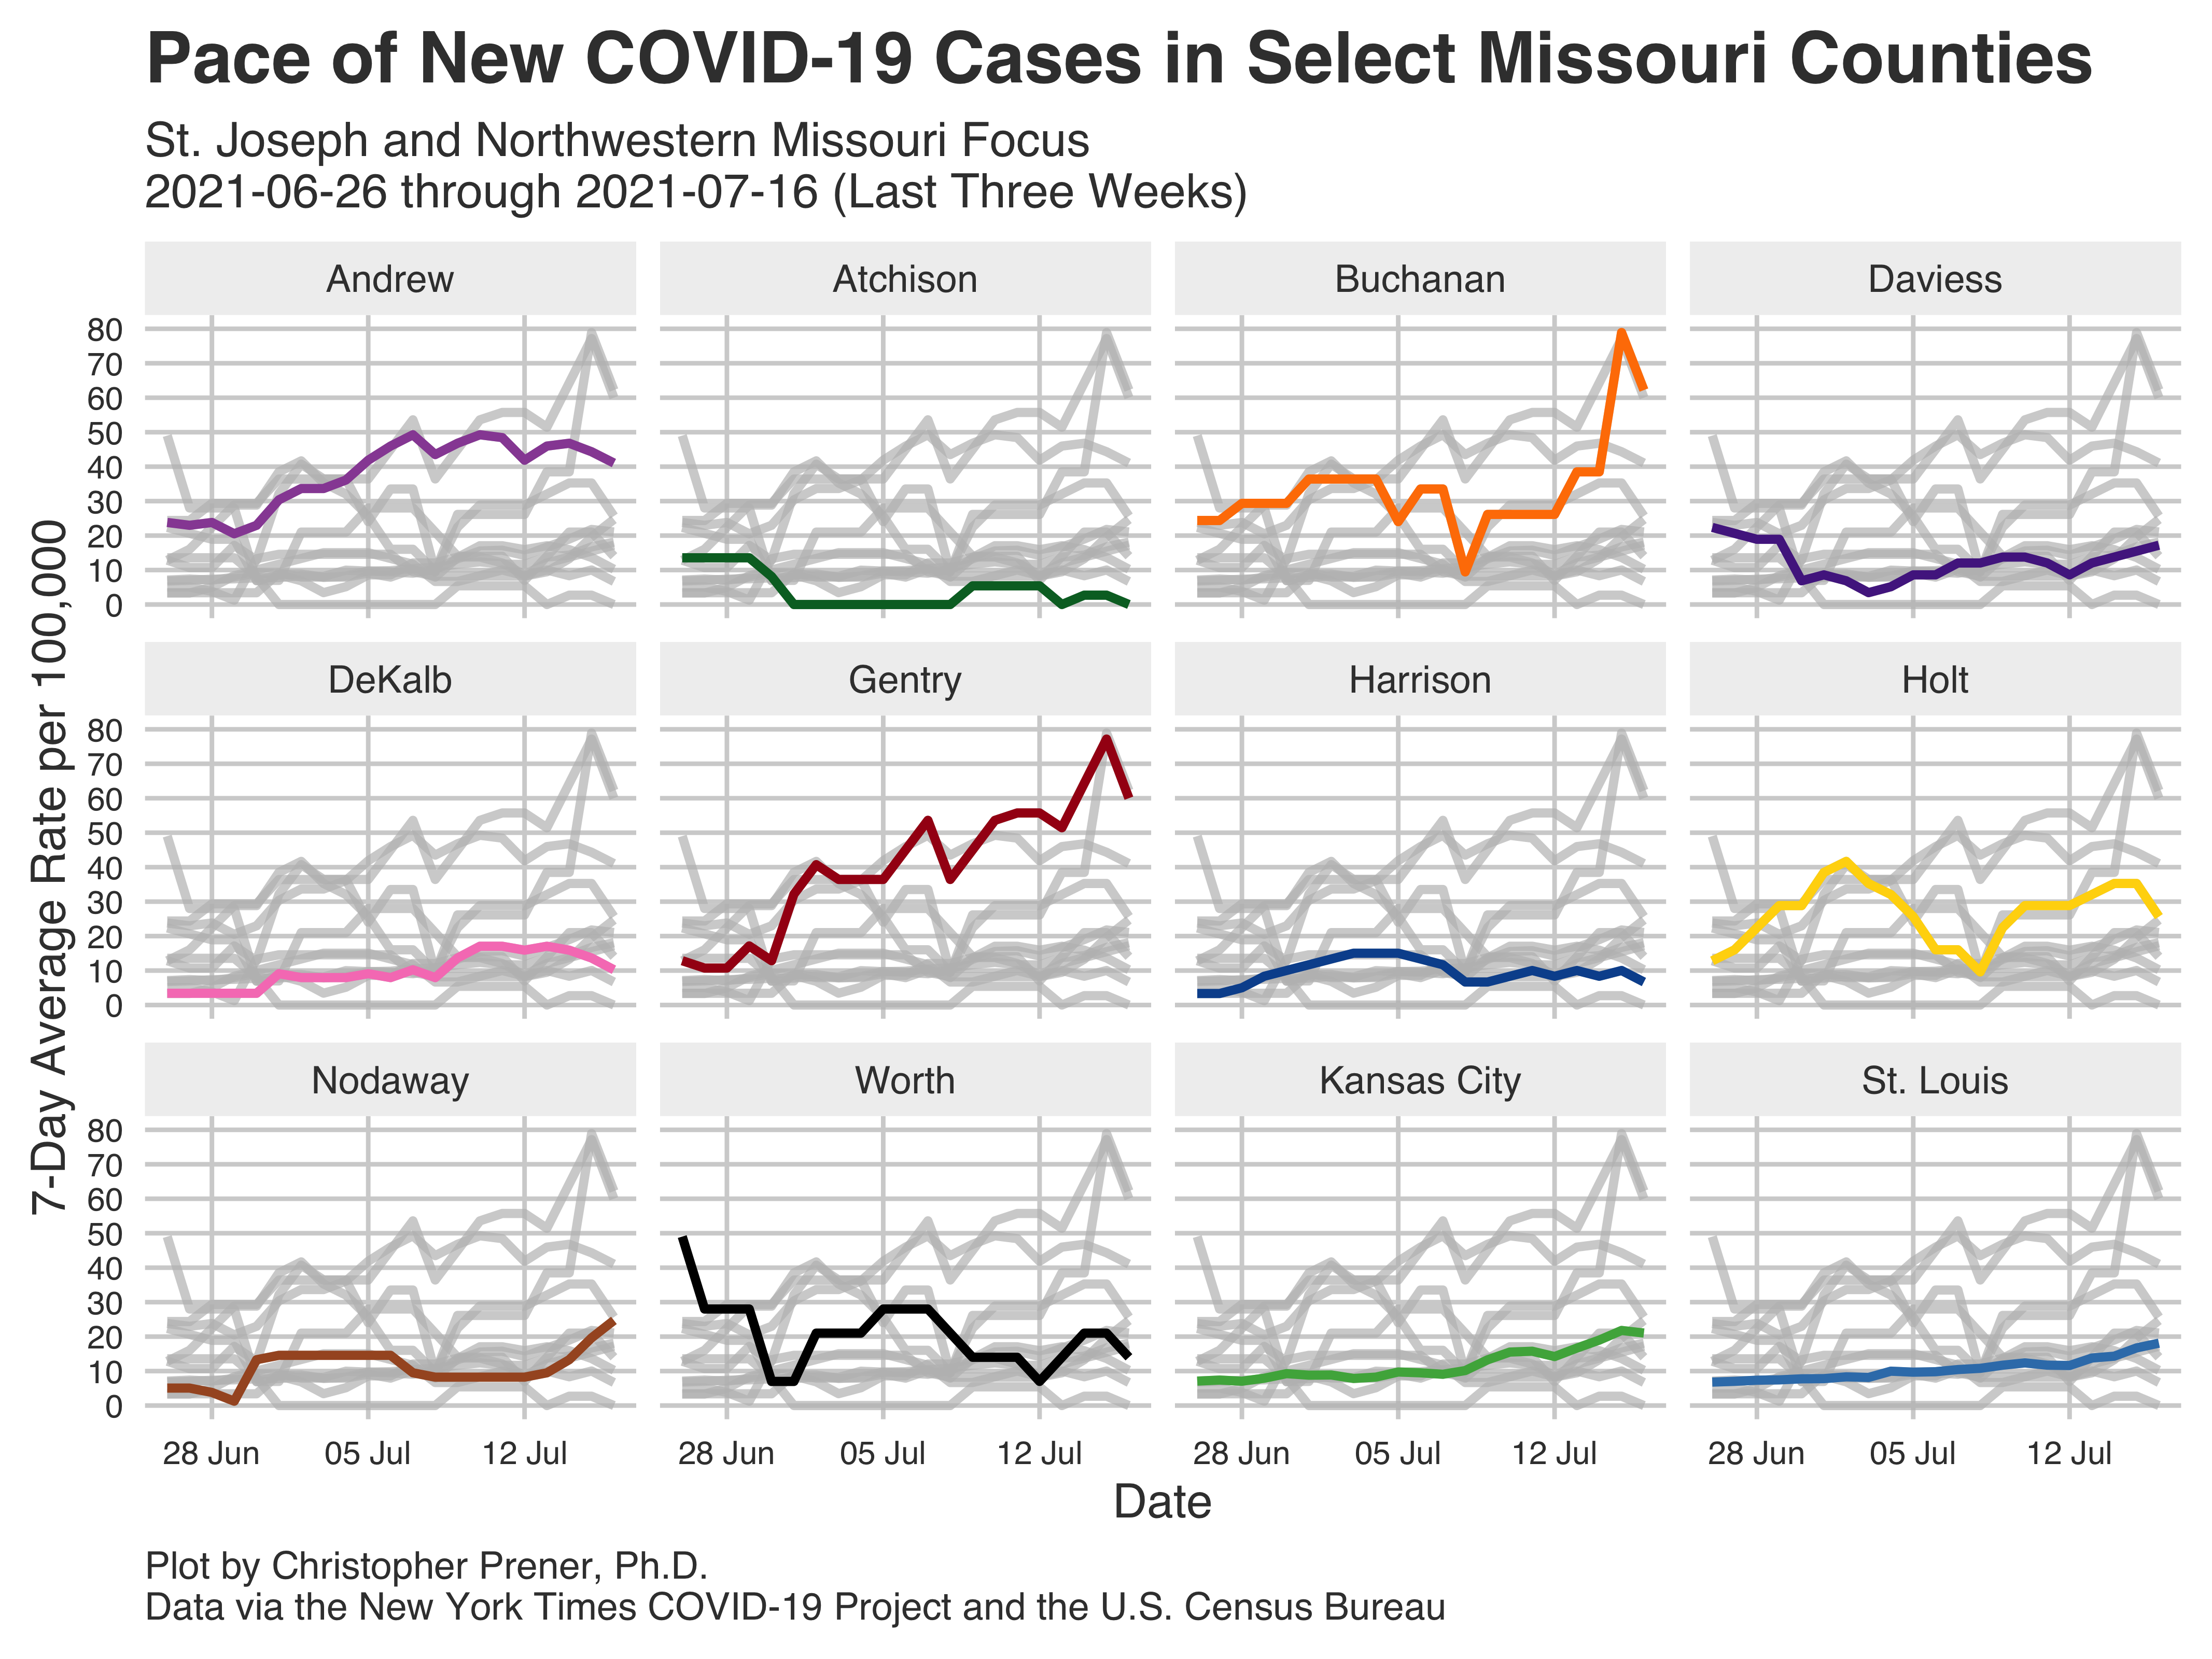 Pace of New COVID-19 Cases in Select Missouri Counties
St. Joseph and Northwestern Missouri Focus
2021-06-26 through 2021-07-16 (Last Three Weeks)
Andrew
Atchison
Buchanan
Daviess
80
70
60
50
40
30
20
10
0
DeKalb
Gentry
Harrison
Holt
80
70
60
50
40
30
20
10
0
Nodaway
Worth
Kansas City
St. Louis
80
70
60
50
40
30
20
10
0
7-Day Average Rate per 100,000
28 Jun 05 Jul 12 Jul
28 Jun 05 Jul 12 Jul
28 Jun 05 Jul 12 Jul
28 Jun 05 Jul 12 Jul
Date
Plot by Christopher Prener, Ph.D.
Data via the New York Times COVID-19 Project and the U.S. Census Bureau